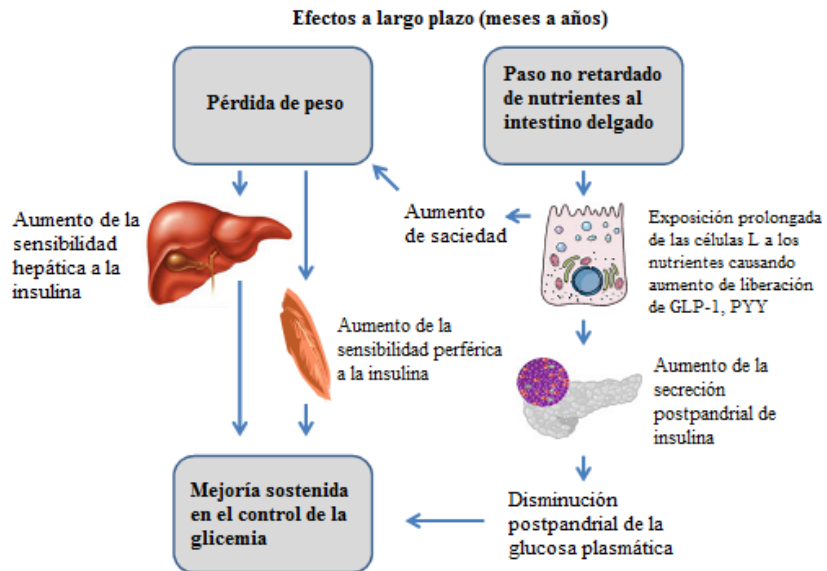 Efectos a largo plazo (meses a años)
Pérdida de peso
Paso no retardado
de nutrientes al
intestino delgado
Aumento de la
sensibilidad
hepática a la
insulina
Aumento
de saciedad
Exposición prolongada
de las células L a los
nutrientes causando
aumento de liberación
de GLP-1, PYY
Aumento de la
sensibilidad perférica
a la insulina
Aumento de la
secreción
postpandrial de
insulina
Mejoría sostenida
en el control de la
glicemia
Disminución
postpandrial de la
glucosa plasmática